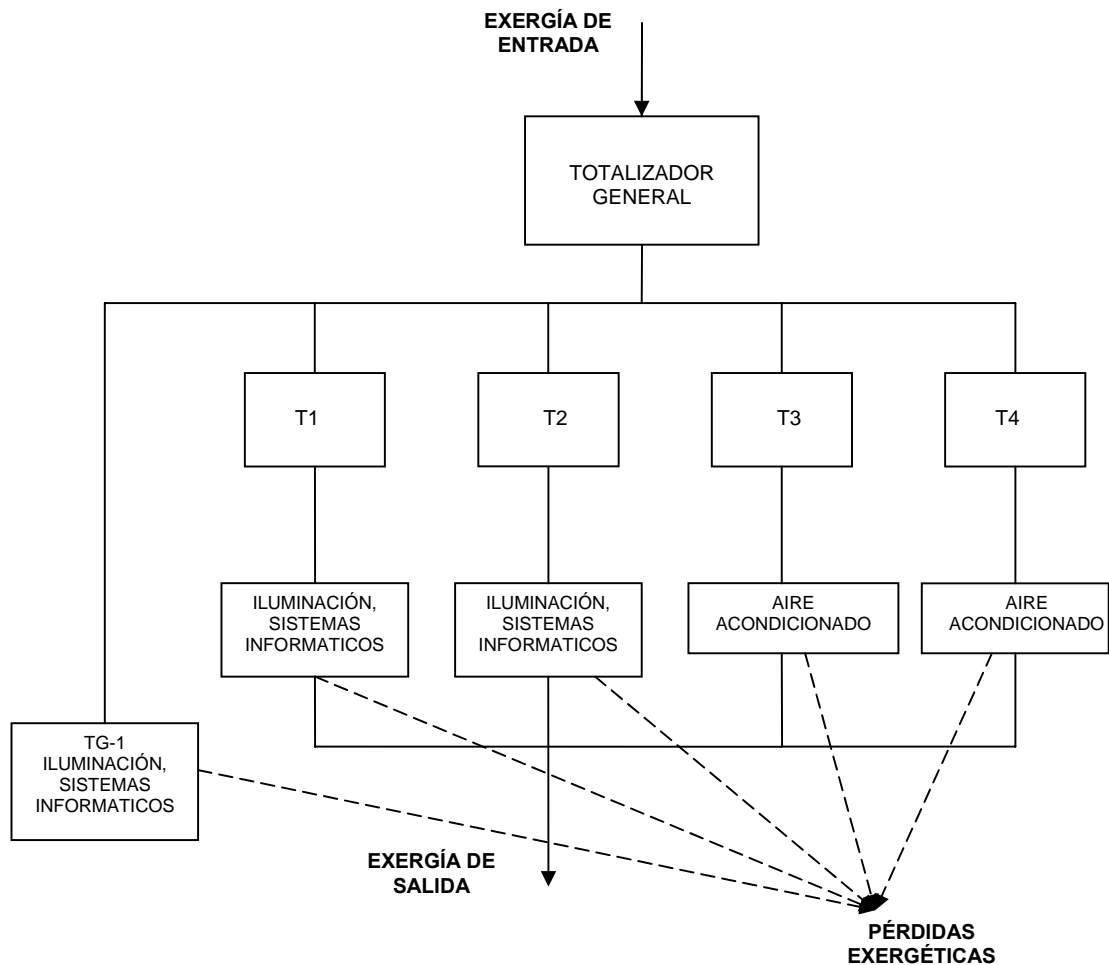 EXERGÍA DE
ENTRADA
TOTALIZADOR
GENERAL
T1
T2
T3
T4
ILUMINACIÓN,
SISTEMAS
INFORMATICOS
ILUMINACIÓN,
SISTEMAS
INFORMATICOS
AIRE
ACONDICIONADO
AIRE
ACONDICIONADO
TG-1
ILUMINACIÓN,
SISTEMAS
INFORMATICOS
EXERGÍA DE
SALIDA
PÉRDIDAS
EXERGÉTICAS